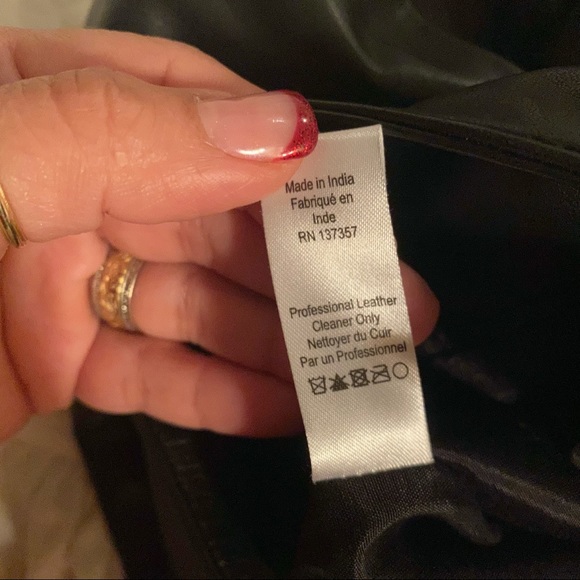 Made in India
Fabriqué en
Inde
RN 137357
Professional Leather
Cleaner Only
Nettoyer du Cuir
Par un Professionnel